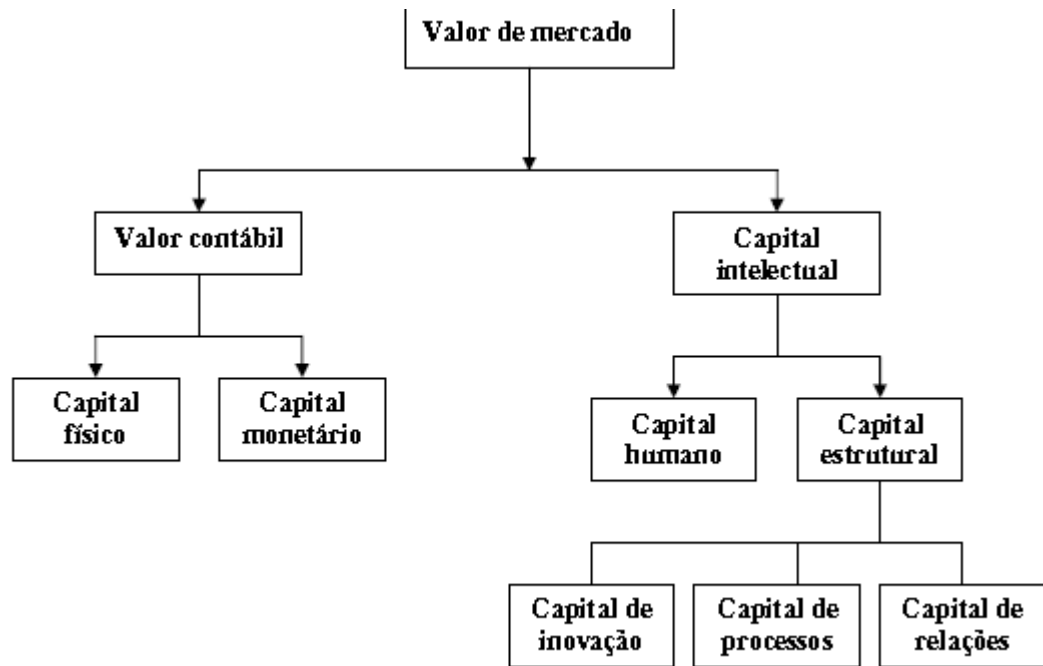 Valor de mercado
Valor contábil
Capital
intelectual
Capital
físico
Capital
monetário
Capital
humano
Capital
estrutural
Capital de
inovação
Capital de
processos
Capital de
relações